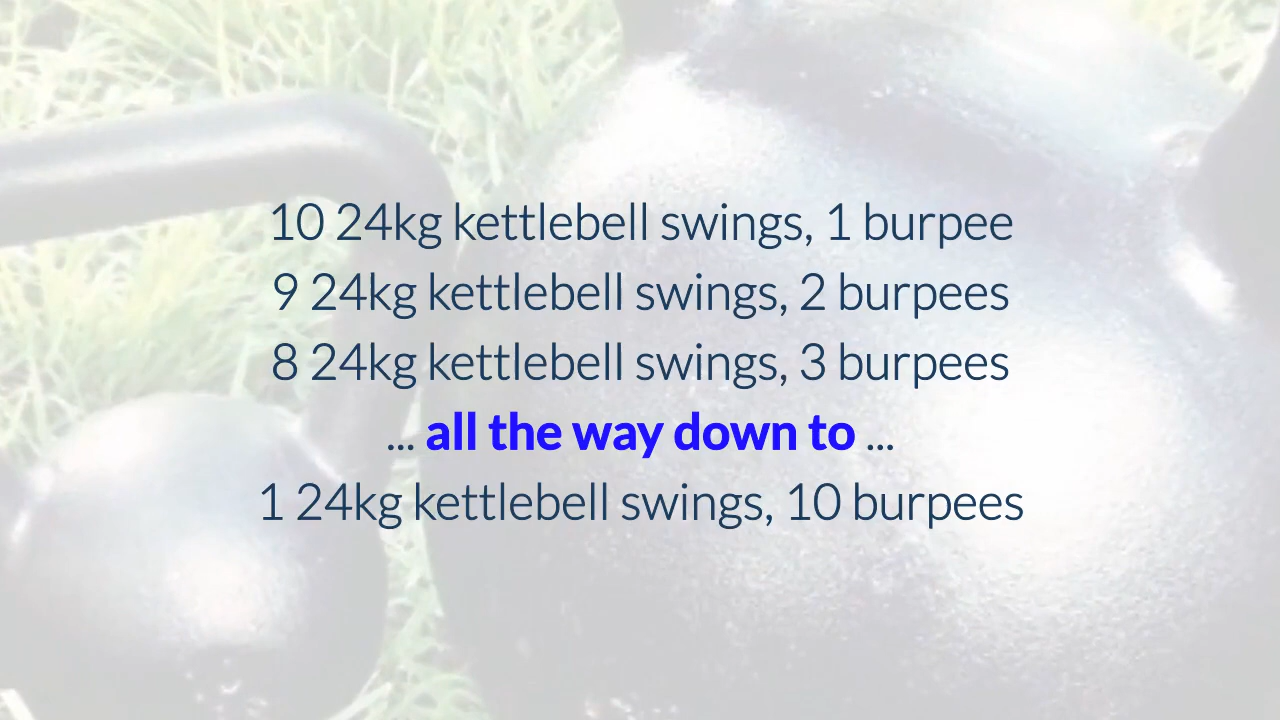 10 24kg kettlebell swings, 1 burpee
9 24kg kettlebell swings, 2 burpees
8 24kg kettlebell swings, 3 burpees
... all the way down to ...
1 24kg kettlebell swings, 10 burpees